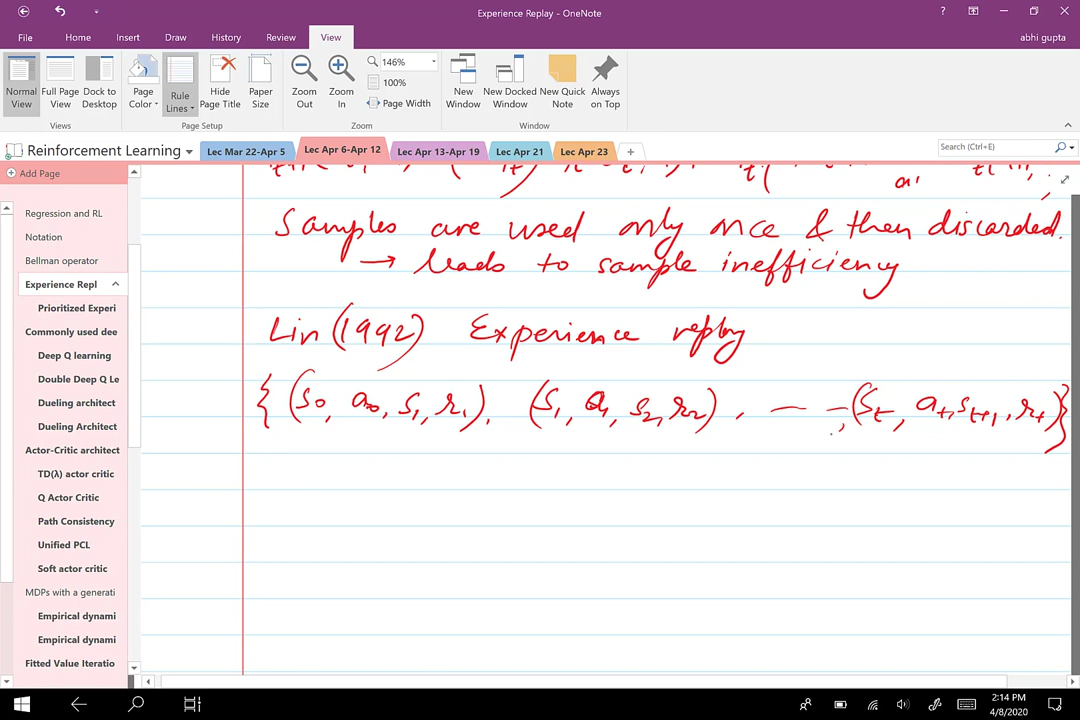 Experience Replay - OneNote
File Home Insert Draw History Review View
abhi gupta
Normal View
Full Page View
Dock to Desktop
Page Color
Rule Lines
Hide Page Title
Paper Size
Zoom Out
Zoom In
146%
100%
Page Width
New Window
New Docked Window
New Quick Note
Always on Top
Views Page Setup Zoom Window
Reinforcement Learning Lec Mar 22-Apr 5 Lec Apr 6-Apr 12 Lec Apr 13-Apr 19 Lec Apr 21 Lec Apr 23 +
Search (Ctrl+E)
Add Page
Regression and RL
Notation
Bellman operator
Experience Repl
Prioritized Experi
Commonly used dee
Deep Q learning
Double Deep Q Le
Dueling architect
Dueling Architect
Actor-Critic architect
TD(λ) actor critic
Q Actor Critic
Path Consistency
Unified PCL
Soft actor critic
MDPs with a generati
Empirical dynami
Empirical dynami
Fitted Value Iteratio
Samples are used only once & then discarded.
→ leads to sample inefficiency
Lin (1992) Experience replay
{ (s0, a0, s1, r1), (s1, a1, s2, r2), — –, (st, at, st+1, rt) }
2:14 PM
4/8/2020